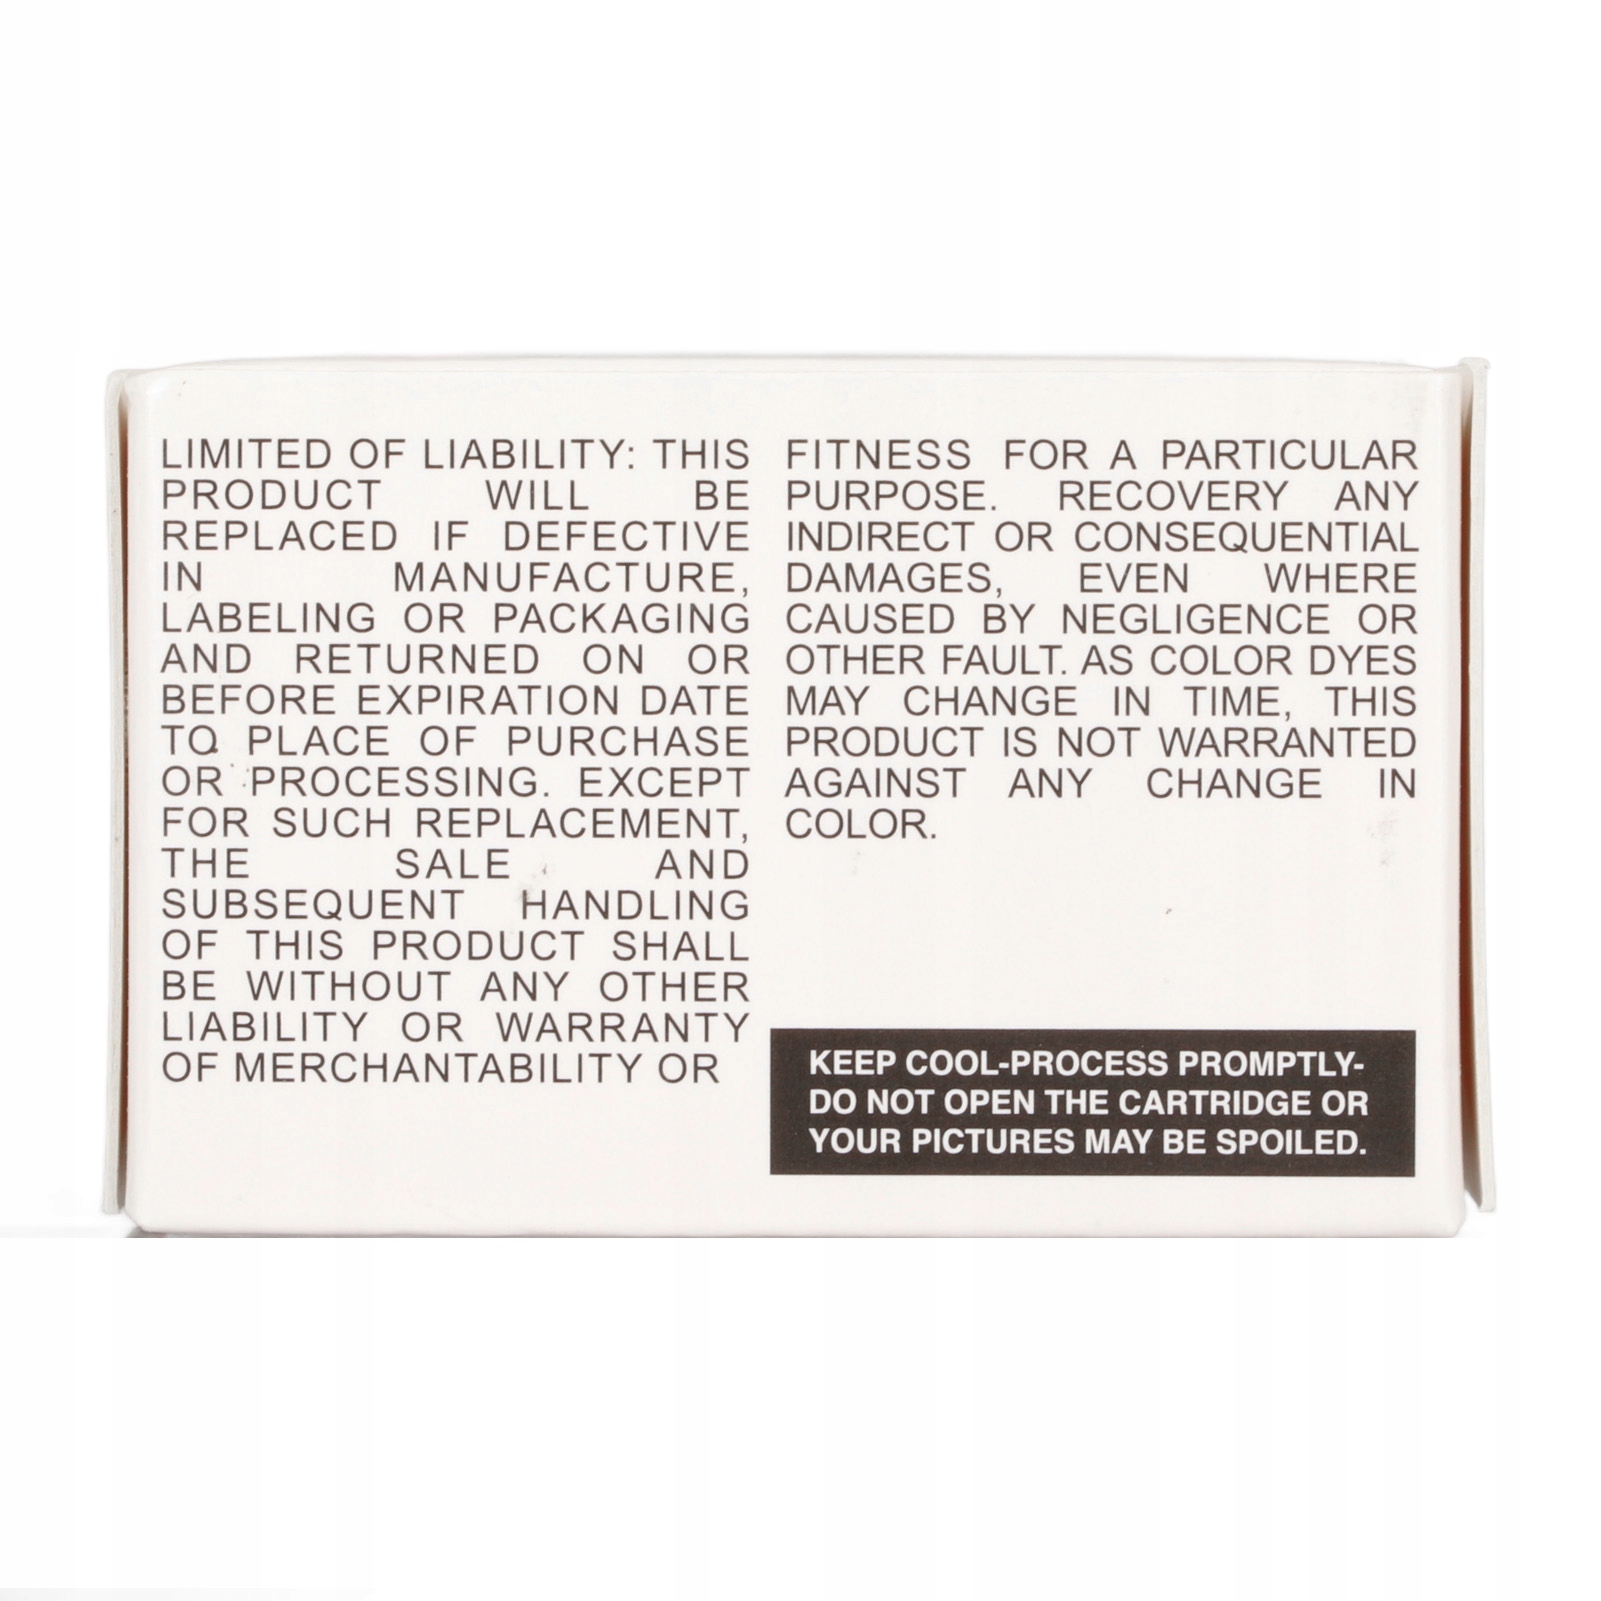 LIMITED OF LIABILITY: THIS
PRODUCT WILL BE
REPLACED IF DEFECTIVE
IN MANUFACTURE,
LABELING OR PACKAGING
AND RETURNED ON OR
BEFORE EXPIRATION DATE
TO PLACE OF PURCHASE
OR PROCESSING. EXCEPT
FOR SUCH REPLACEMENT,
THE SALE AND
SUBSEQUENT HANDLING
OF THIS PRODUCT SHALL
BE WITHOUT ANY OTHER
LIABILITY OR WARRANTY
OF MERCHANTABILITY OR
FITNESS FOR A PARTICULAR
PURPOSE. RECOVERY ANY
INDIRECT OR CONSEQUENTIAL
DAMAGES, EVEN WHERE
CAUSED BY NEGLIGENCE OR
OTHER FAULT. AS COLOR DYES
MAY CHANGE IN TIME, THIS
PRODUCT IS NOT WARRANTED
AGAINST ANY CHANGE IN
COLOR.
KEEP COOL-PROCESS PROMPTLY-
DO NOT OPEN THE CARTRIDGE OR
YOUR PICTURES MAY BE SPOILED.